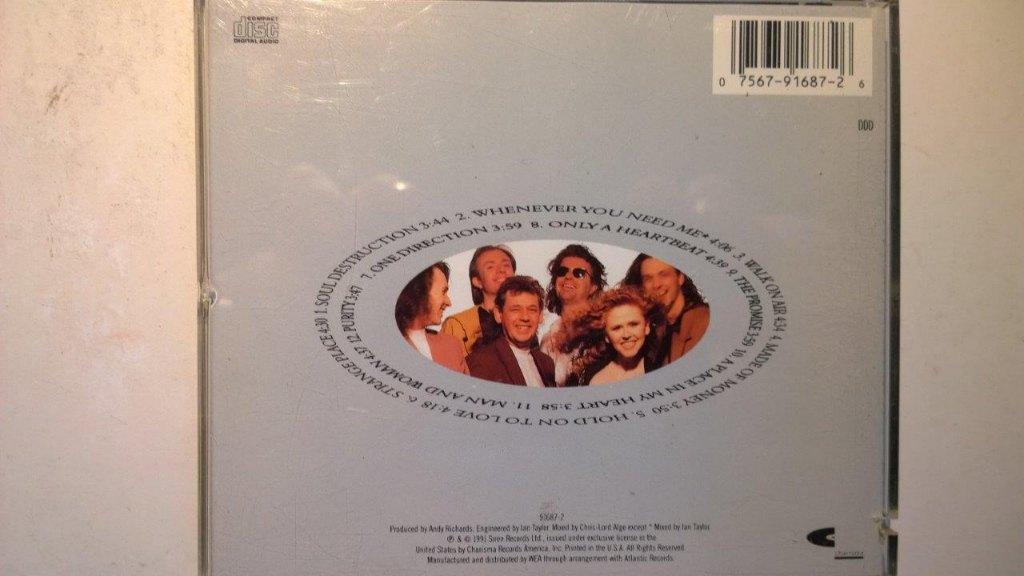 COMPACT
disc
DIGITAL AUDIO
0 7567-91687-2 6
DDD
1. SOUL DESTRUCTION 3:44 2. WHENEVER YOU NEED ME* 4:06 3. WALK ON AIR 4:34 4. MADE OF MONEY 3:50 5. HOLD ON TO LOVE 4:18 6. STRANGE PLACE 4:30
7. ONE DIRECTION 3:59 8. ONLY A HEARTBEAT 4:39 9. THE PROMISE 3:59 10. A PLACE IN MY HEART 3:58 11. MAN AND WOMAN 4:37 12. PURITY 3:47
91687-2
Produced by Andy Richards. Engineered by Ian Taylor. Mixed by Chris-Lord Alge except * Mixed by Ian Taylor
℗ & © 1991 Siren Records Ltd., issued under exclusive license in the
United States by Charisma Records America, Inc. Printed in the U.S.A. All Rights Reserved.
Manufactured and distributed by WEA through arrangement with Atlantic Records.
charisma